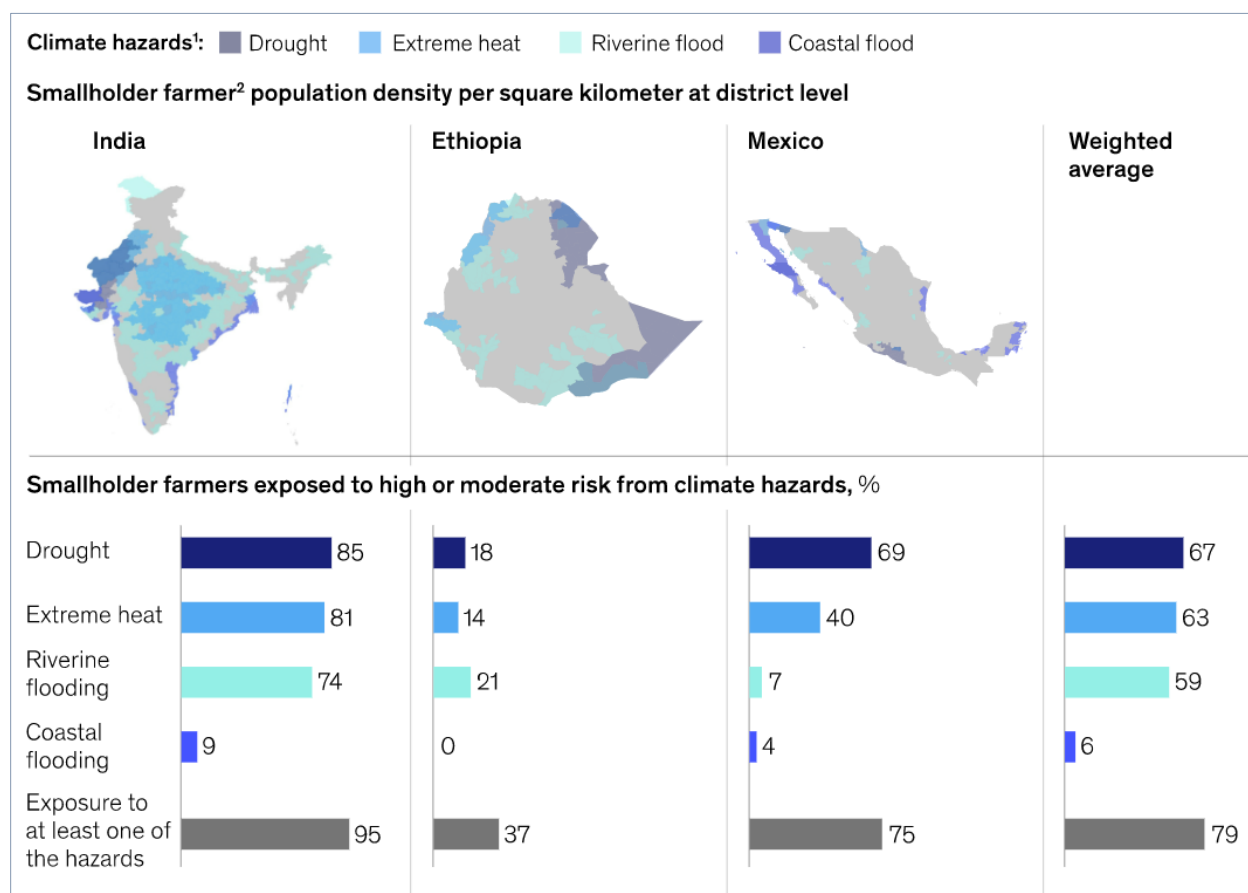 Climate hazards¹: Drought Extreme heat Riverine flood Coastal flood
Smallholder farmer² population density per square kilometer at district level
India Ethiopia Mexico Weighted
average
Smallholder farmers exposed to high or moderate risk from climate hazards, %
Drought 85 18 69 67
Extreme heat 81 14 40 63
Riverine
flooding 74 21 7 59
Coastal
flooding 9 0 4 6
Exposure to
at least one of
the hazards 95 37 75 79